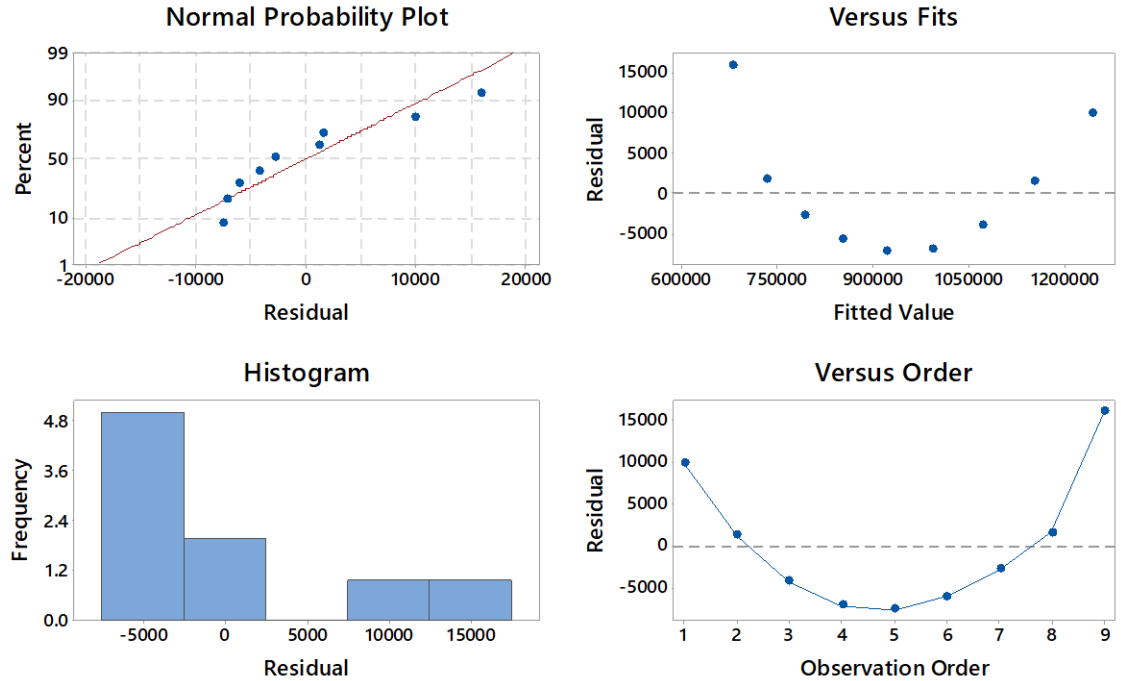 Normal Probability Plot
99
90
50
10
1
Percent
-20000 -10000 0 10000 20000
Residual
Versus Fits
15000
10000
5000
0
-5000
Residual
600000 750000 900000 1050000 1200000
Fitted Value
Histogram
4.8
3.6
2.4
1.2
0.0
Frequency
-5000 0 5000 10000 15000
Residual
Versus Order
15000
10000
5000
0
-5000
Residual
1 2 3 4 5 6 7 8 9
Observation Order